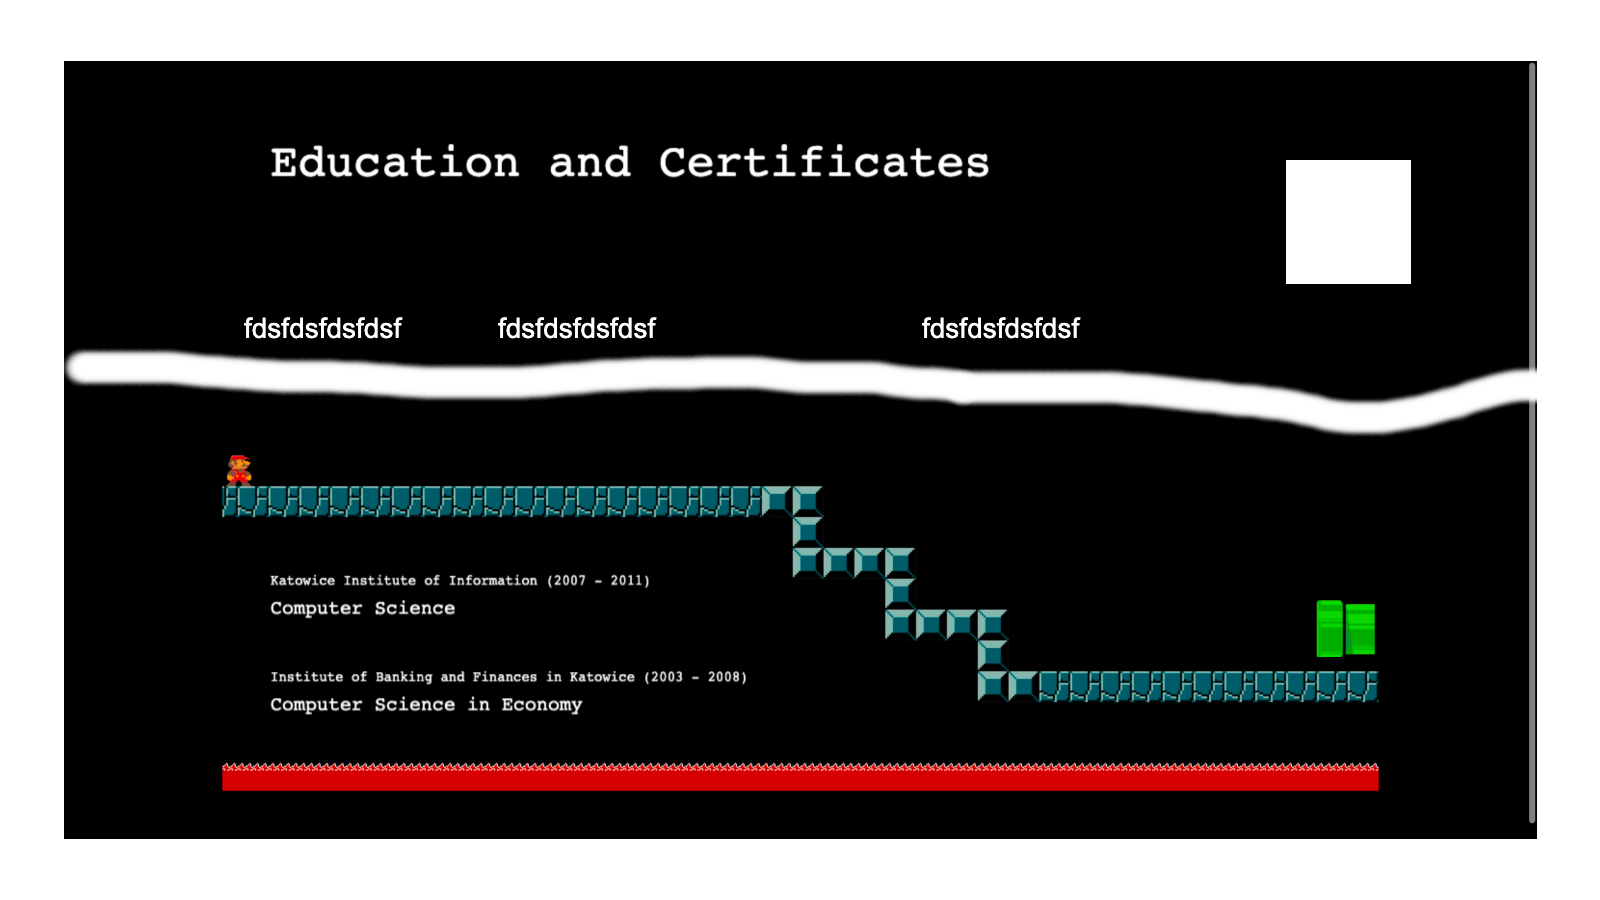 Education and Certificates
fdsfdsfdsfdsf fdsfdsfdsfdsf fdsfdsfdsfdsf
Katowice Institute of Information (2007 - 2011)
Computer Science
Institute of Banking and Finances in Katowice (2003 - 2008)
Computer Science in Economy